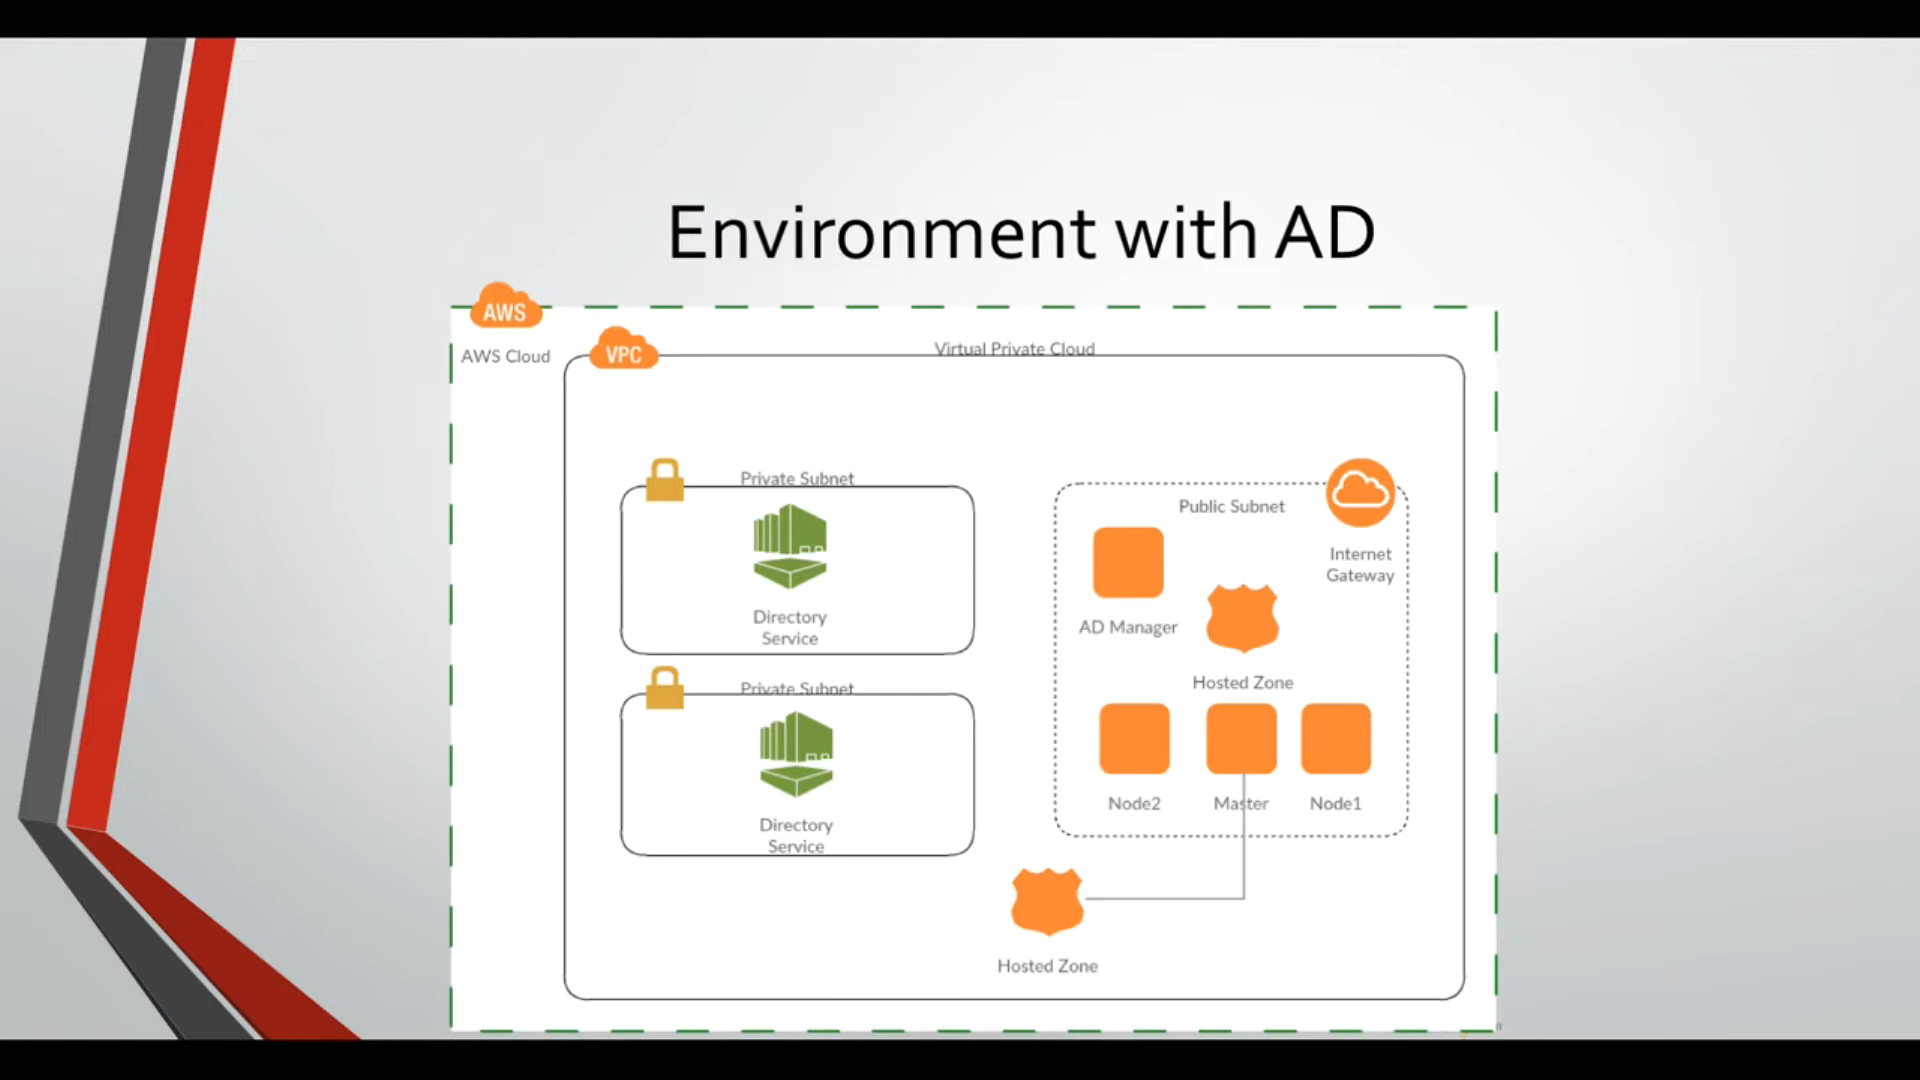 Environment with AD
AWS
AWS Cloud
VPC
Virtual Private Cloud
Private Subnet
Directory
Service
Private Subnet
Directory
Service
Public Subnet
Internet
Gateway
AD Manager
Hosted Zone
Node2
Master
Node1
Hosted Zone